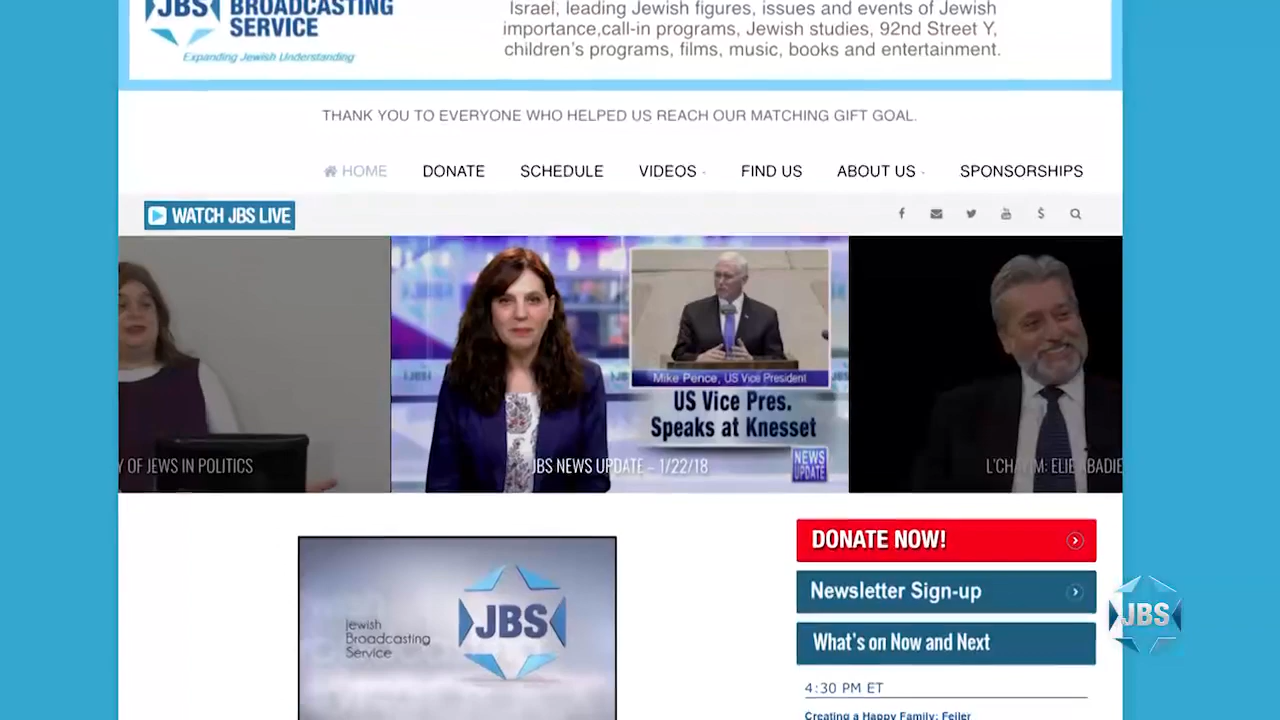 JBS
BROADCASTING
SERVICE
Expanding Jewish Understanding
Israel, leading Jewish figures, issues and events of Jewish
importance,call-in programs, Jewish studies, 92nd Street Y,
children's programs, films, music, books and entertainment.
THANK YOU TO EVERYONE WHO HELPED US REACH OUR MATCHING GIFT GOAL.
HOME DONATE SCHEDULE VIDEOS FIND US ABOUT US SPONSORSHIPS
WATCH JBS LIVE
Mike Pence, US Vice President
US Vice Pres.
Speaks at Knesset
NEWS
UPDATE
Y OF JEWS IN POLITICS
JBS NEWS UPDATE – 1/22/18
L'CHAYIM: ELIE ABADIE
DONATE NOW!
Newsletter Sign-up
What's on Now and Next
4:30 PM ET
Creating a Happy Family: Feiler
Jewish
Broadcasting
Service
JBS
JBS